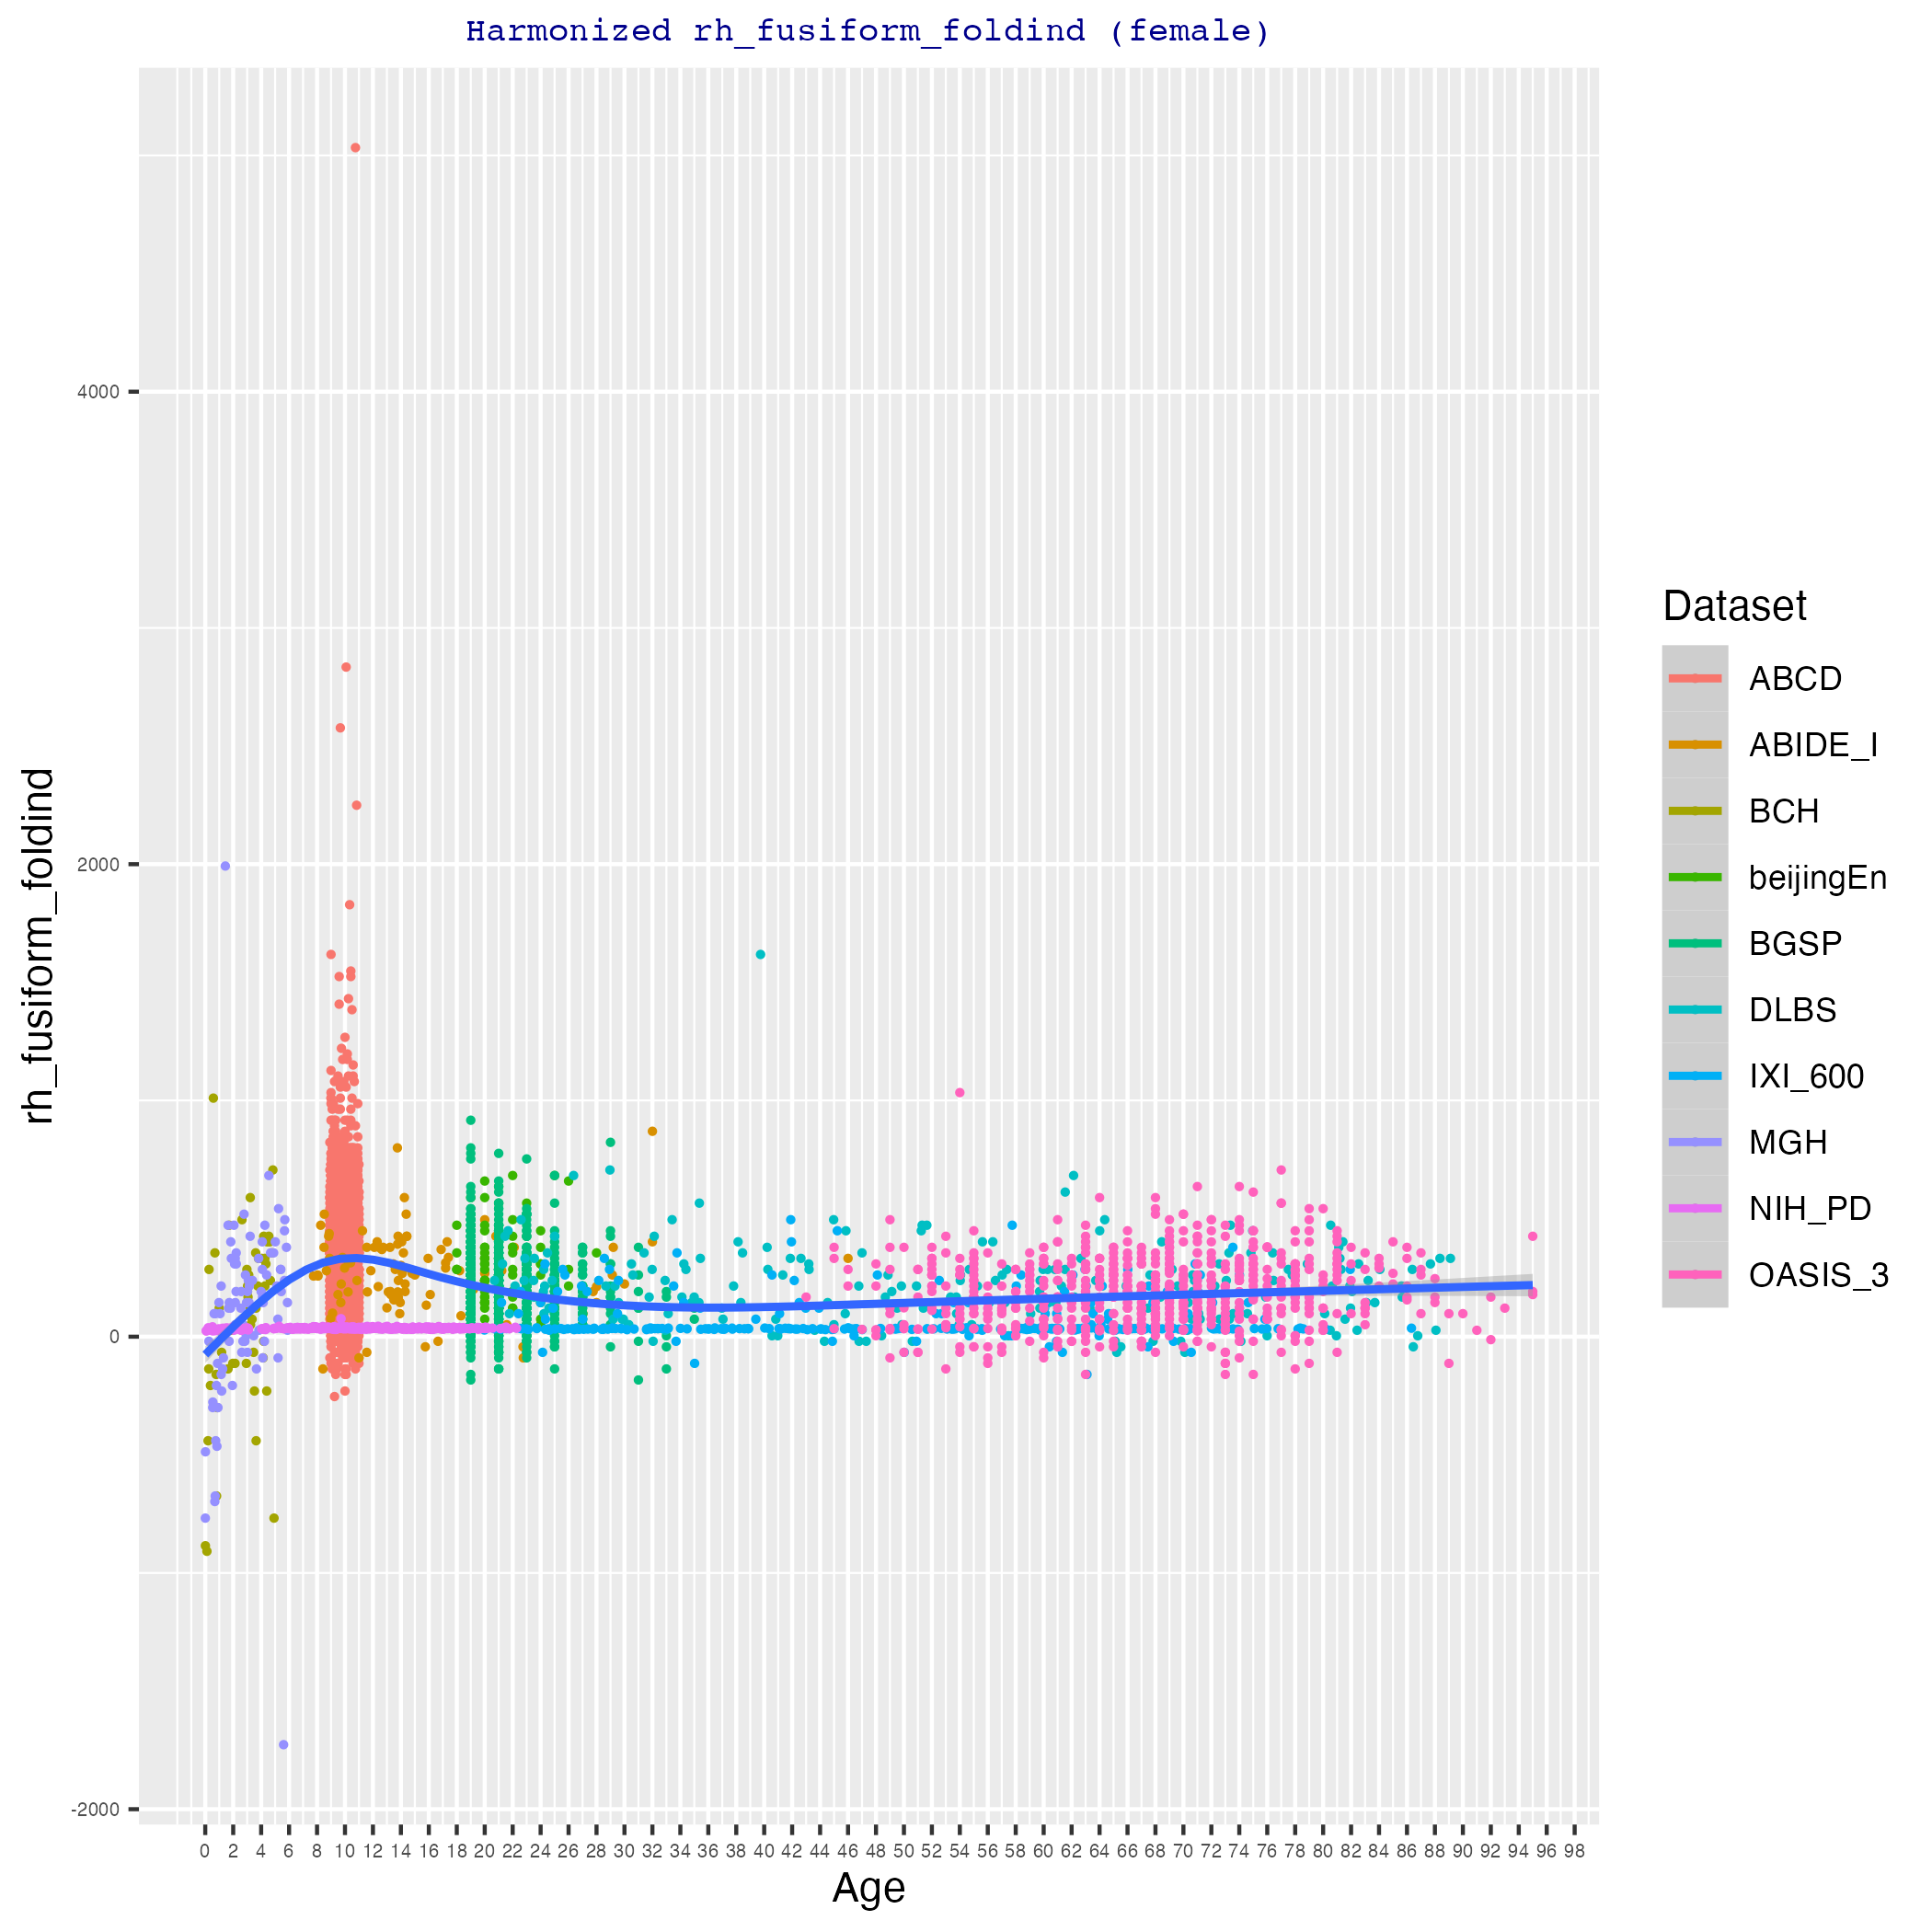 Harmonized rh_fusiform_foldind (female)
rh_fusiform_foldind
4000
2000
0
-2000
0 2 4 6 8 10 12 14 16 18 20 22 24 26 28 30 32 34 36 38 40 42 44 46 48 50 52 54 56 58 60 62 64 66 68 70 72 74 76 78 80 82 84 86 88 90 92 94 96 98
Age
Dataset
ABCD
ABIDE_I
BCH
beijingEn
BGSP
DLBS
IXI_600
MGH
NIH_PD
OASIS_3